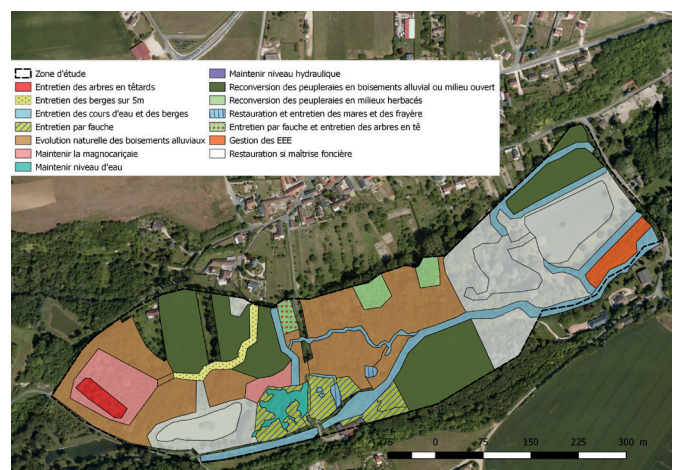 Zone d'étude
Entretien des arbres en têtards
Entretien des berges sur 5m
Entretien des cours d'eau et des berges
Entretien par fauche
Evolution naturelle des boisements alluviaux
Maintenir la magnocariçaie
Maintenir niveau d'eau
Maintenir niveau hydraulique
Reconversion des peupleraies en boisements alluvial ou milieu ouvert
Reconversion des peupleraies en milieux herbacés
Restauration et entretien des mares et des frayère
Entretien par fauche et entretien des arbres en tê
Gestion des EEE
Restauration si maîtrise foncière
75 0 75 150 225 300 m